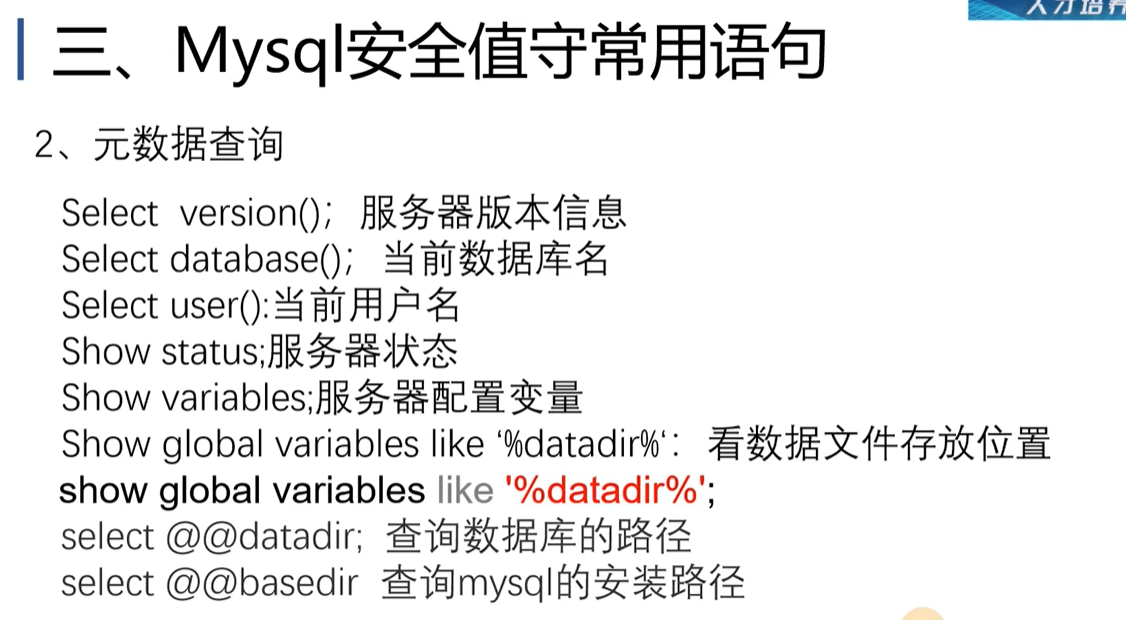 人才培养
三、Mysql安全值守常用语句
2、元数据查询
Select  version()；服务器版本信息
Select database()；当前数据库名
Select user():当前用户名
Show status;服务器状态
Show variables;服务器配置变量
Show global variables like ‘%datadir%‘：看数据文件存放位置
show global variables like '%datadir%';
select @@datadir;  查询数据库的路径
select @@basedir  查询mysql的安装路径